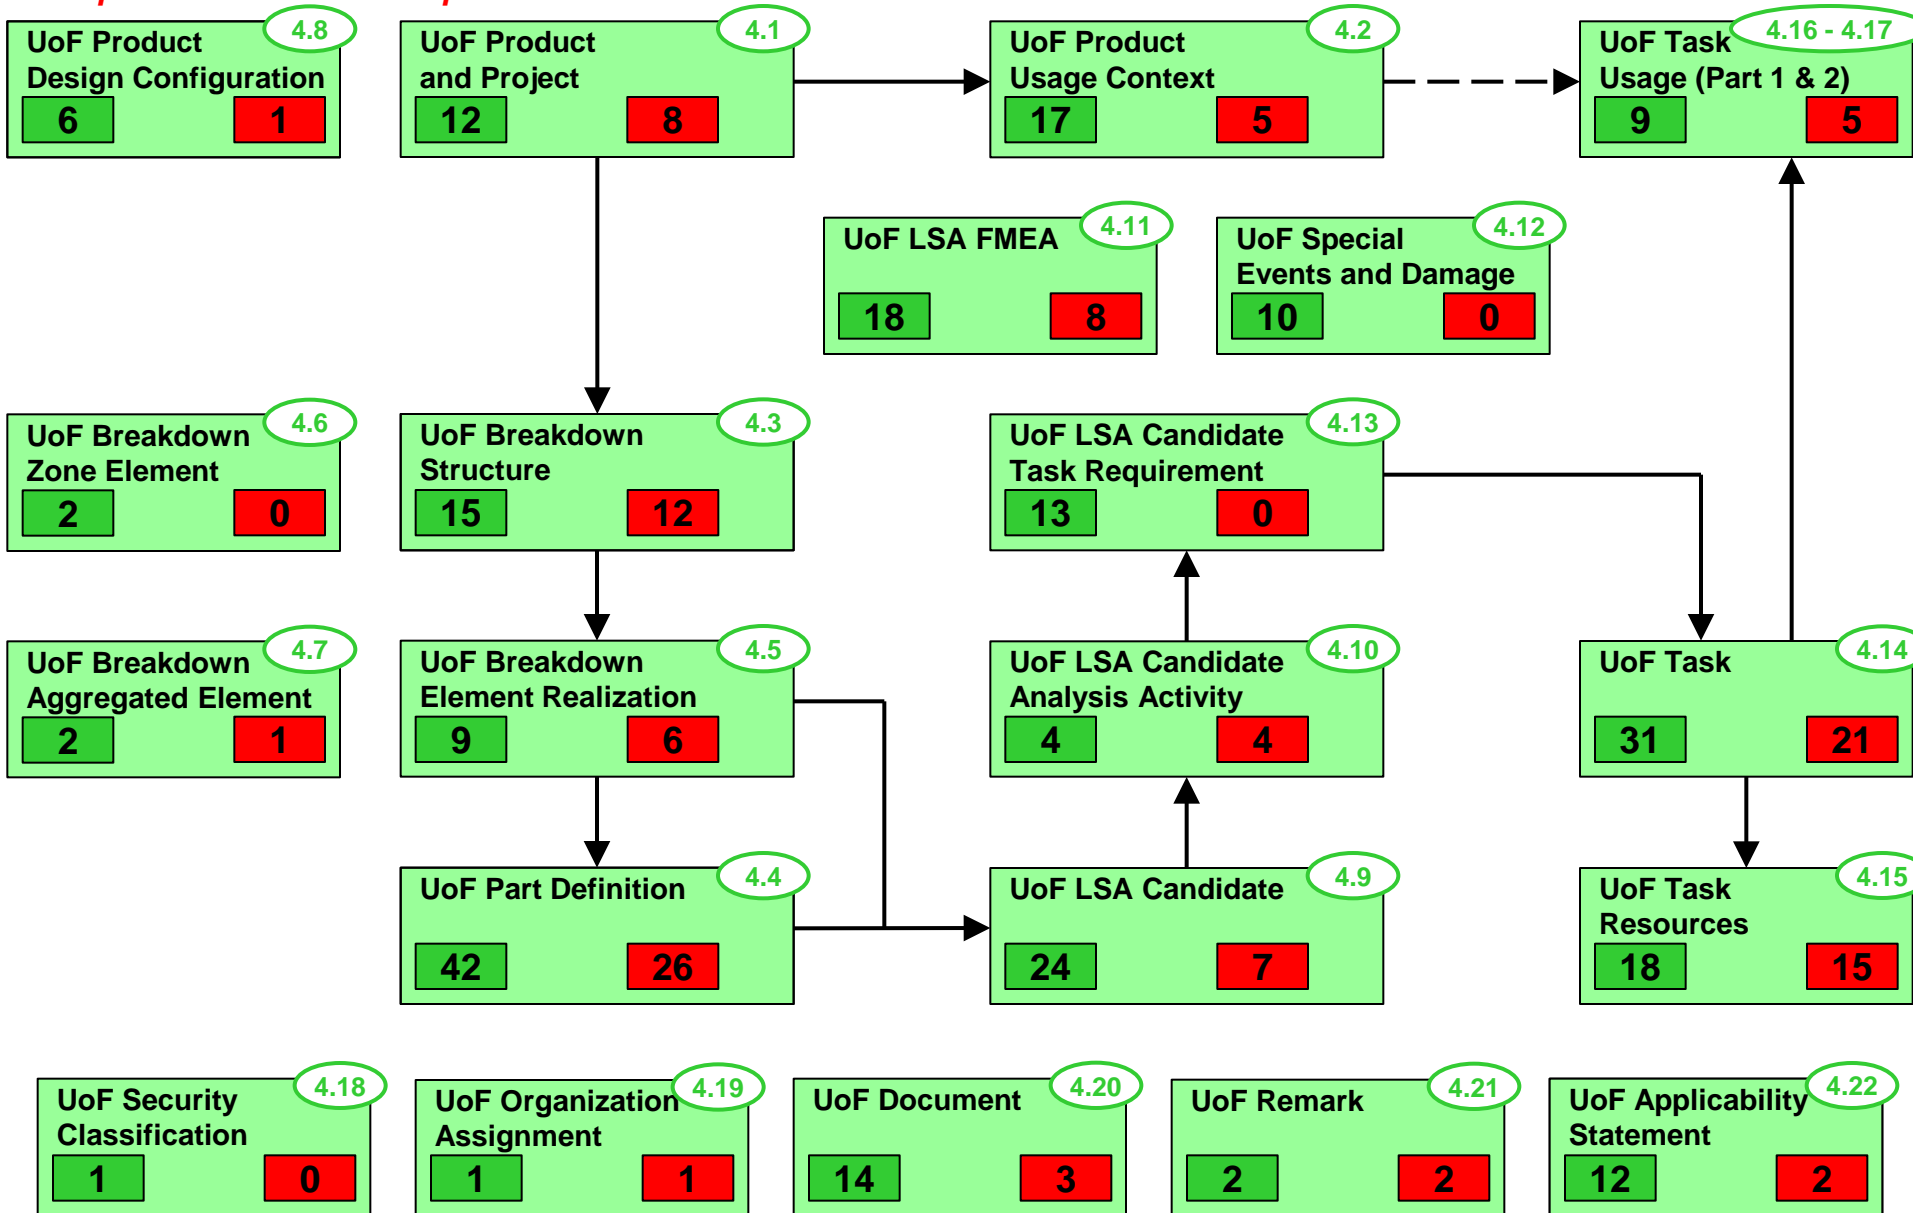 4.8
UoF Product
Design Configuration
6 1
4.1
UoF Product
and Project
12 8
4.2
UoF Product
Usage Context
17 5
4.16 - 4.17
UoF Task
Usage (Part 1 & 2)
9 5
4.11
UoF LSA FMEA
18 8
4.12
UoF Special
Events and Damage
10 0
4.6
UoF Breakdown
Zone Element
2 0
4.3
UoF Breakdown
Structure
15 12
4.13
UoF LSA Candidate
Task Requirement
13 0
4.7
UoF Breakdown
Aggregated Element
2 1
4.5
UoF Breakdown
Element Realization
9 6
4.10
UoF LSA Candidate
Analysis Activity
4 4
4.14
UoF Task
31 21
4.4
UoF Part Definition
42 26
4.9
UoF LSA Candidate
24 7
4.15
UoF Task
Resources
18 15
4.18
UoF Security
Classification
1 0
4.19
UoF Organization
Assignment
1 1
4.20
UoF Document
14 3
4.21
UoF Remark
2 2
4.22
UoF Applicability
Statement
12 2